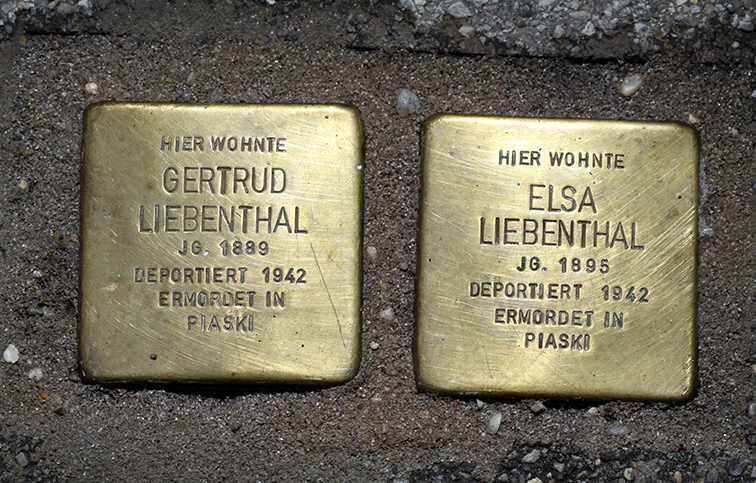 HIER WOHNTE
GERTRUD
LIEBENTHAL
JG. 1889
DEPORTIERT 1942
ERMORDET IN
PIASKI
HIER WOHNTE
ELSA
LIEBENTHAL
JG. 1895
DEPORTIERT 1942
ERMORDET IN
PIASKI